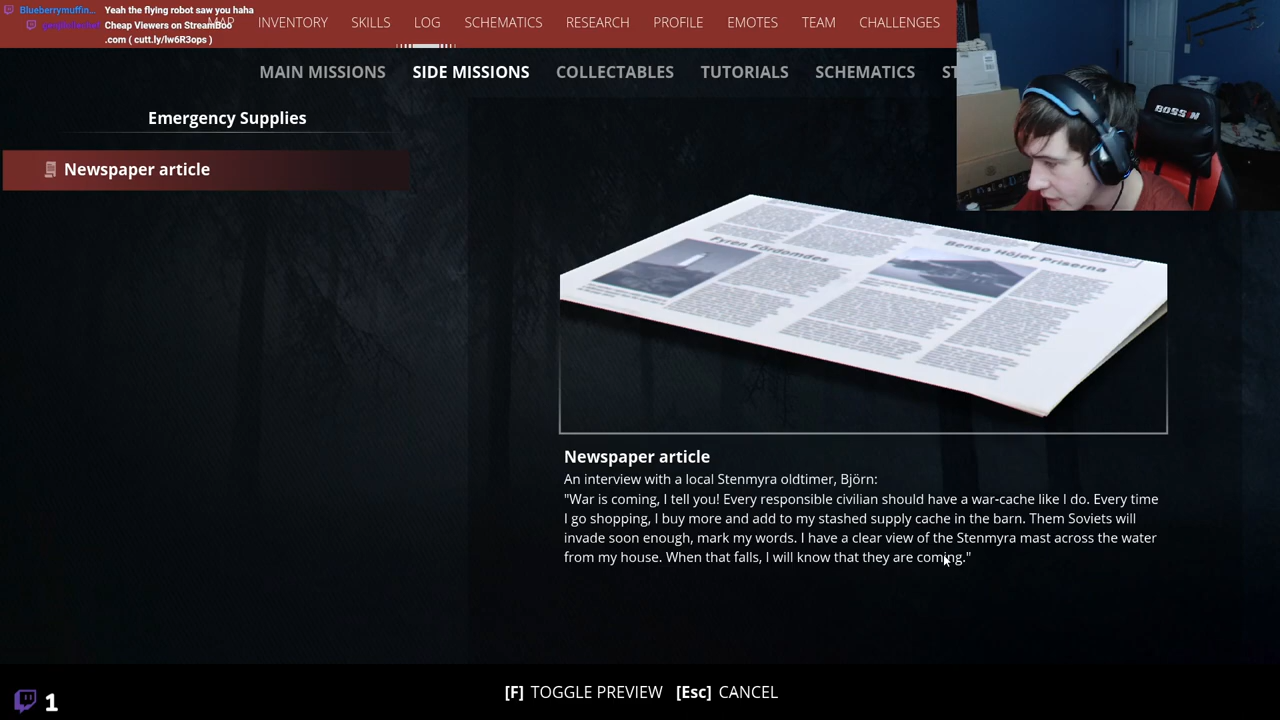 Blueberrymuffin... Yeah the flying robot saw you haha
Cheap Viewers on StreamBoo
.com ( cutt.ly/lw6R3ops )
MAP INVENTORY SKILLS LOG SCHEMATICS RESEARCH PROFILE EMOTES TEAM CHALLENGES
MAIN MISSIONS SIDE MISSIONS COLLECTABLES TUTORIALS SCHEMATICS ST
BOSSIN
Emergency Supplies
Newspaper article
Fyren Fördömdes
Benso Höjer Priserna
Newspaper article
An interview with a local Stenmyra oldtimer, Björn:
"War is coming, I tell you! Every responsible civilian should have a war-cache like I do. Every time
I go shopping, I buy more and add to my stashed supply cache in the barn. Them Soviets will
invade soon enough, mark my words. I have a clear view of the Stenmyra mast across the water
from my house. When that falls, I will know that they are coming."
1
[F] TOGGLE PREVIEW [Esc] CANCEL